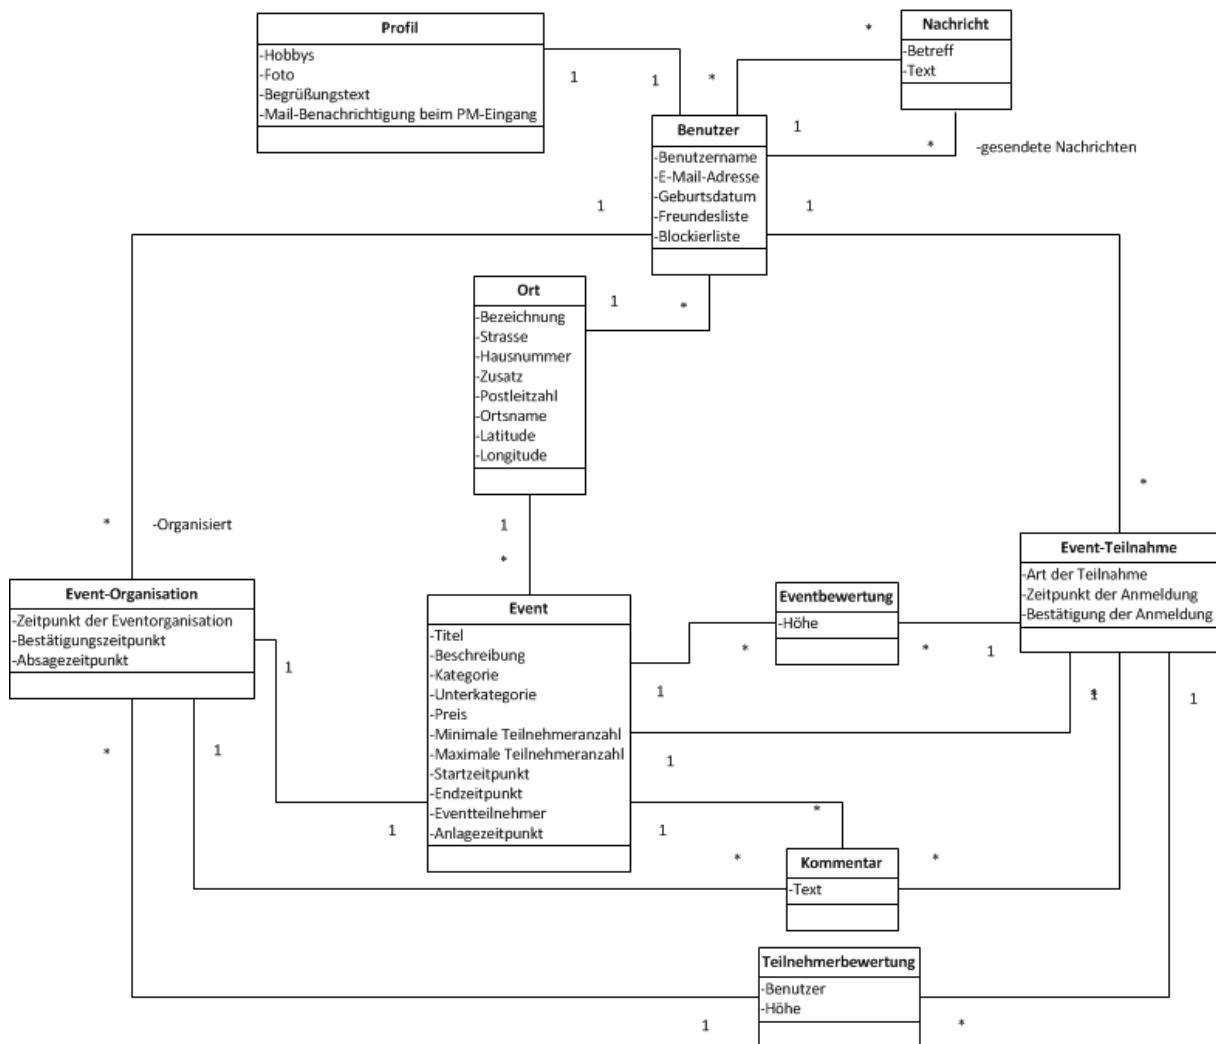 Profil
-Hobbys
-Foto
-Begrüßungstext
-Mail-Benachrichtigung beim PM-Eingang
1
1
*
*
Nachricht
-Betreff
-Text
Benutzer
-Benutzername
-E-Mail-Adresse
-Geburtsdatum
-Freundesliste
-Blockierliste
1
*
-gesendete Nachrichten
1
1
Ort
-Bezeichnung
-Strasse
-Hausnummer
-Zusatz
-Postleitzahl
-Ortsname
-Latitude
-Longitude
1
*
1
*
*
-Organisiert
*
Event-Organisation
-Zeitpunkt der Eventorganisation
-Bestätigungszeitpunkt
-Absagezeitpunkt
1
1
*
Event
-Titel
-Beschreibung
-Kategorie
-Unterkategorie
-Preis
-Minimale Teilnehmeranzahl
-Maximale Teilnehmeranzahl
-Startzeitpunkt
-Endzeitpunkt
-Eventteilnehmer
-Anlagezeitpunkt
1
1
1
1
Eventbewertung
-Höhe
*
*
Event-Teilnahme
-Art der Teilnahme
-Zeitpunkt der Anmeldung
-Bestätigung der Anmeldung
1
*
1
1
*
*
*
Kommentar
-Text
Teilnehmerbewertung
-Benutzer
-Höhe
1
*